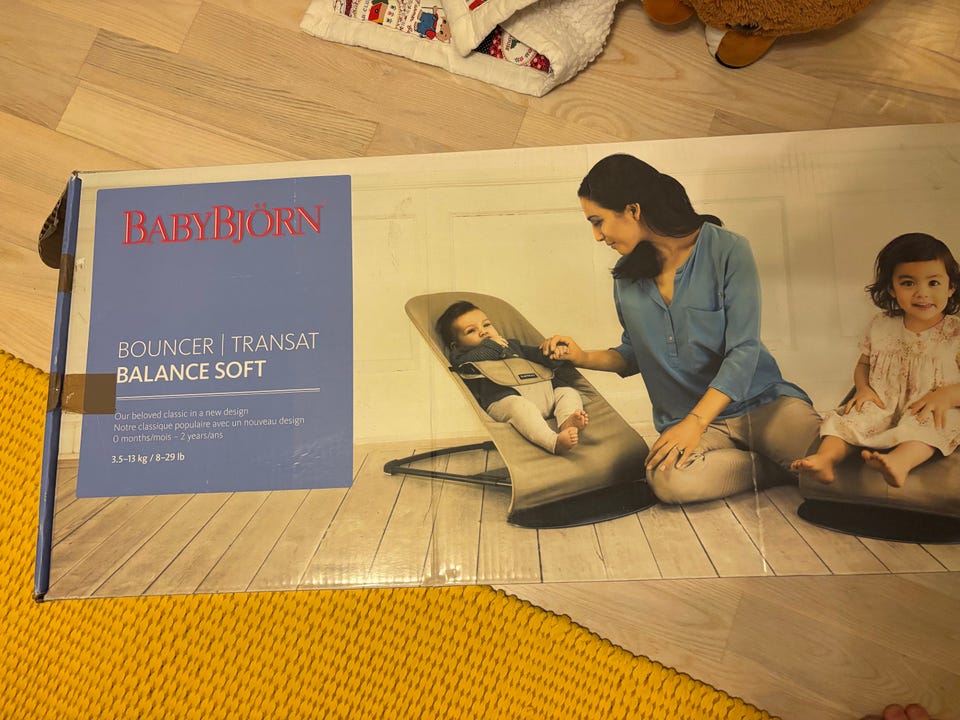 BABYBJÖRN
BOUNCER | TRANSAT
BALANCE SOFT
Our beloved classic in a new design
Notre classique populaire avec un nouveau design
0 months/mois – 2 years/ans
3.5–13 kg / 8–29 lb